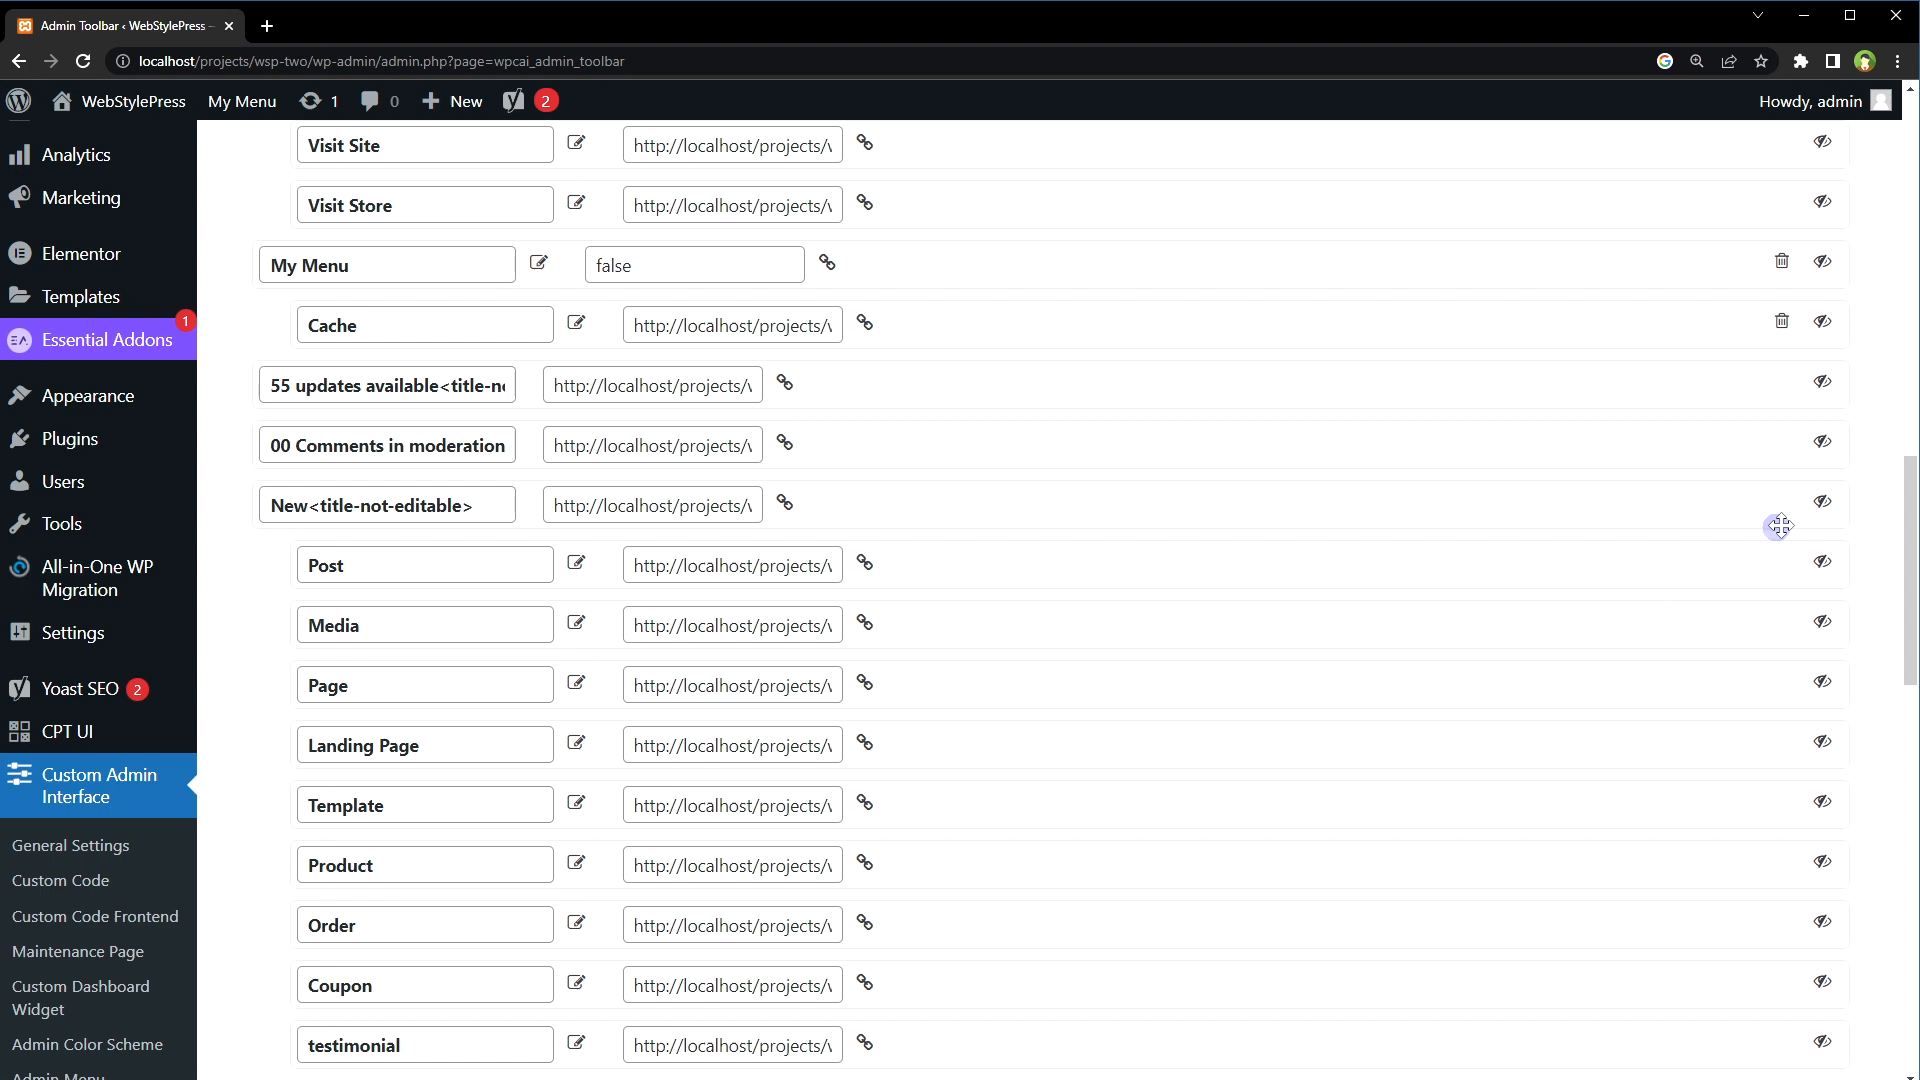 Admin Toolbar ‹ WebStylePress –
localhost/projects/wsp-two/wp-admin/admin.php?page=wpcai_admin_toolbar
WebStylePress My Menu 1 0 New 2 Howdy, admin
Analytics
Marketing
Elementor
Templates
1
Essential Addons
Appearance
Plugins
Users
Tools
All-in-One WP
Migration
Settings
Yoast SEO 2
CPT UI
Custom Admin
Interface
General Settings
Custom Code
Custom Code Frontend
Maintenance Page
Custom Dashboard
Widget
Admin Color Scheme
Admin Menu
Visit Site http://localhost/projects/
Visit Store http://localhost/projects/
My Menu false
Cache http://localhost/projects/
55 updates available<title-n
http://localhost/projects/
00 Comments in moderation http://localhost/projects/
New<title-not-editable> http://localhost/projects/
Post http://localhost/projects/
Media http://localhost/projects/
Page http://localhost/projects/
Landing Page http://localhost/projects/
Template http://localhost/projects/
Product http://localhost/projects/
Order http://localhost/projects/
Coupon http://localhost/projects/
testimonial http://localhost/projects/